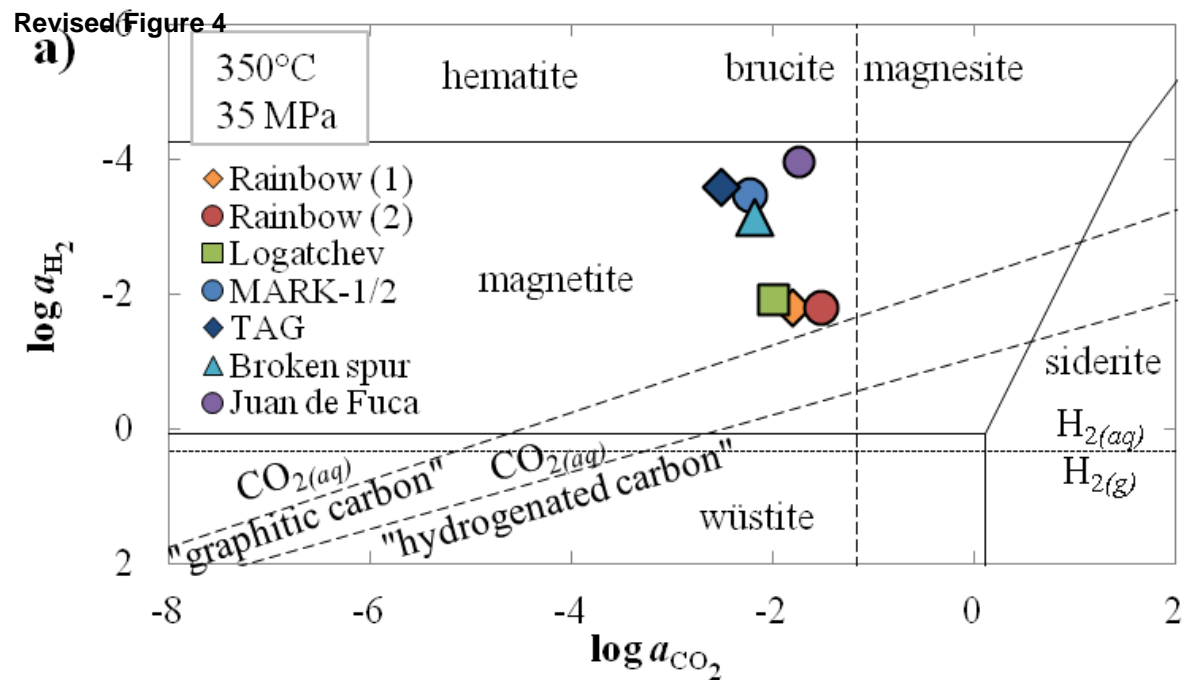 Revised Figure 4
a)
350°C
35 MPa
hematite
brucite
magnesite
Rainbow (1)
Rainbow (2)
Logatchev
MARK-1/2
TAG
Broken spur
Juan de Fuca
magnetite
siderite
H2(aq)
H2(g)
CO2(aq)
"graphitic carbon"
CO2(aq)
"hydrogenated carbon"
wüstite
-6
-4
-2
0
2
log aH2
-8
-6
-4
-2
0
2
log aCO2